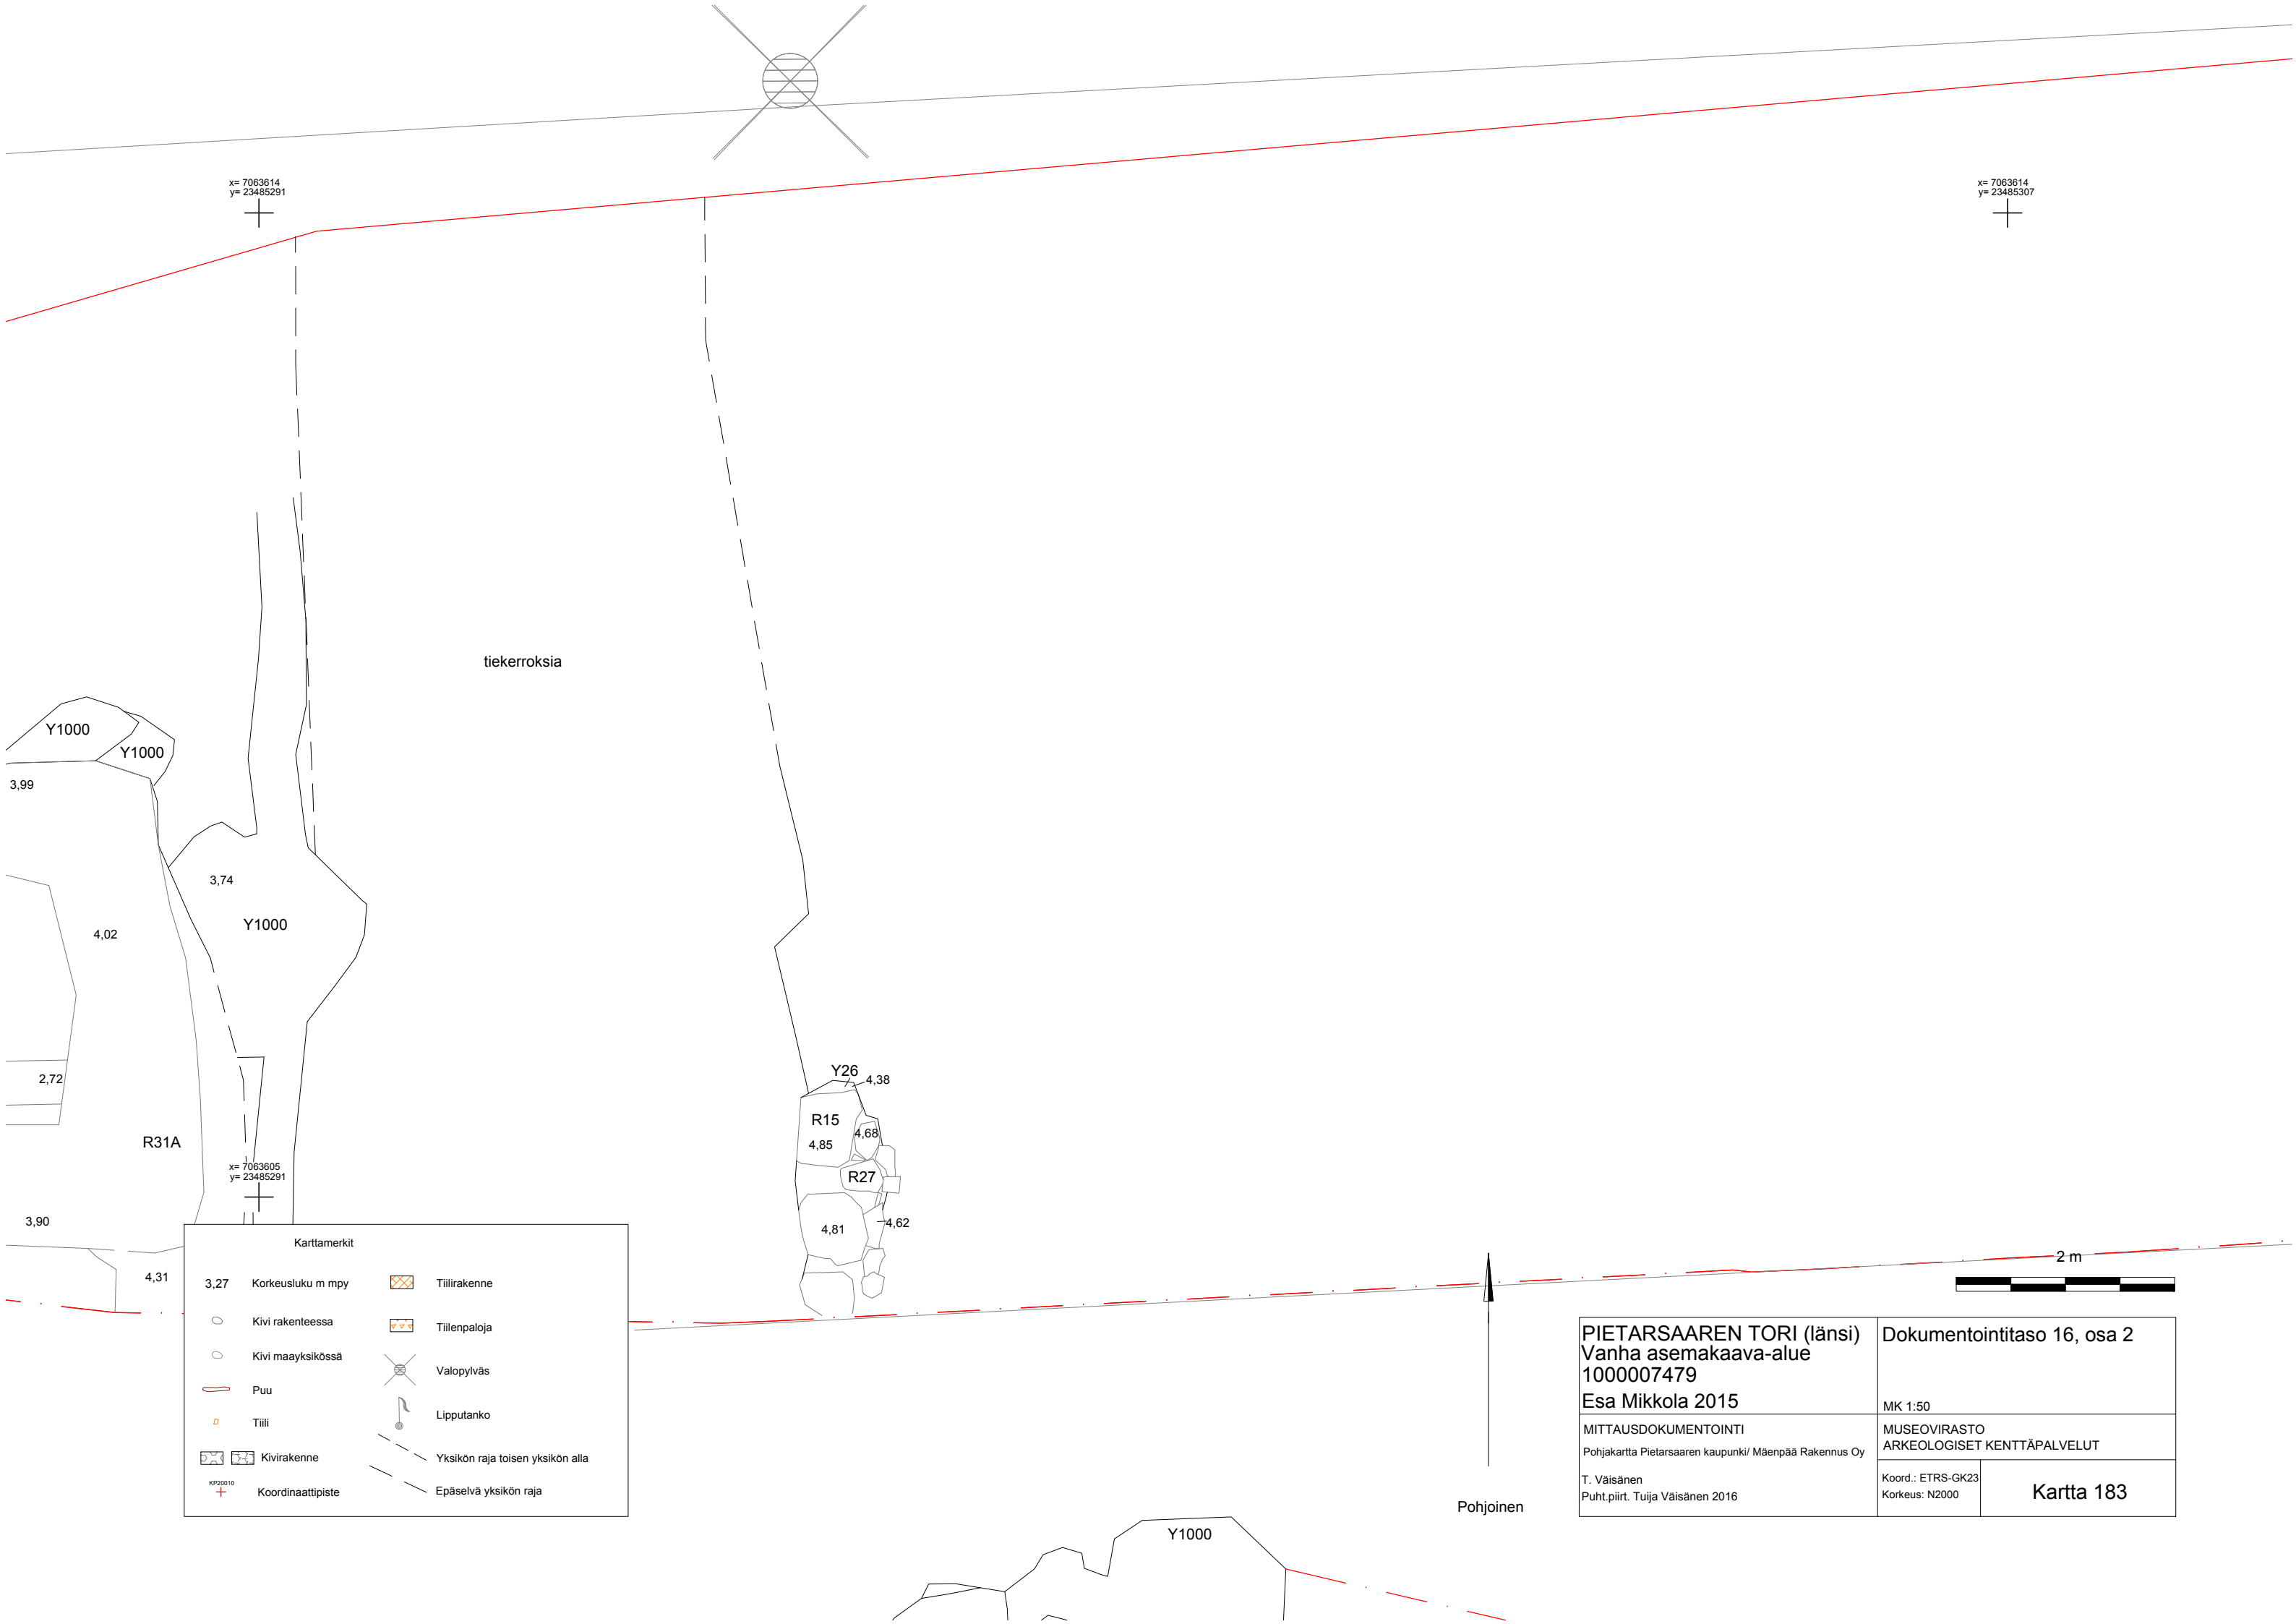 x= 7063614
y= 23485291
x= 7063614
y= 23485307
tiekerroksia
Y1000
Y1000
3,99
3,74
Y1000
4,02
2,72
Y26
4,38
R15
4,85
4,68
R31A
x= 7063605
y= 23485291
R27
3,90
4,81
4,62
4,31
Karttamerkit
3,27 Korkeusluku m mpy
Kivi rakenteessa
Kivi maayksikössä
Puu
Tiili
Kivirakenne
KP20010
Koordinaattipiste
Tiilirakenne
Tiilenpaloja
Valopylväs
Lipputanko
Yksikön raja toisen yksikön alla
Epäselvä yksikön raja
2 m
Pohjoinen
PIETARSAAREN TORI (länsi)
Vanha asemakaava-alue
1000007479
Esa Mikkola 2015
Dokumentointitaso 16, osa 2
MK 1:50
MITTAUSDOKUMENTOINTI
Pohjakartta Pietarsaaren kaupunki/ Mäenpää Rakennus Oy
T. Väisänen
Puht.piirt. Tuija Väisänen 2016
MUSEOVIRASTO
ARKEOLOGISET KENTTÄPALVELUT
Koord.: ETRS-GK23
Korkeus: N2000
Kartta 183
Y1000